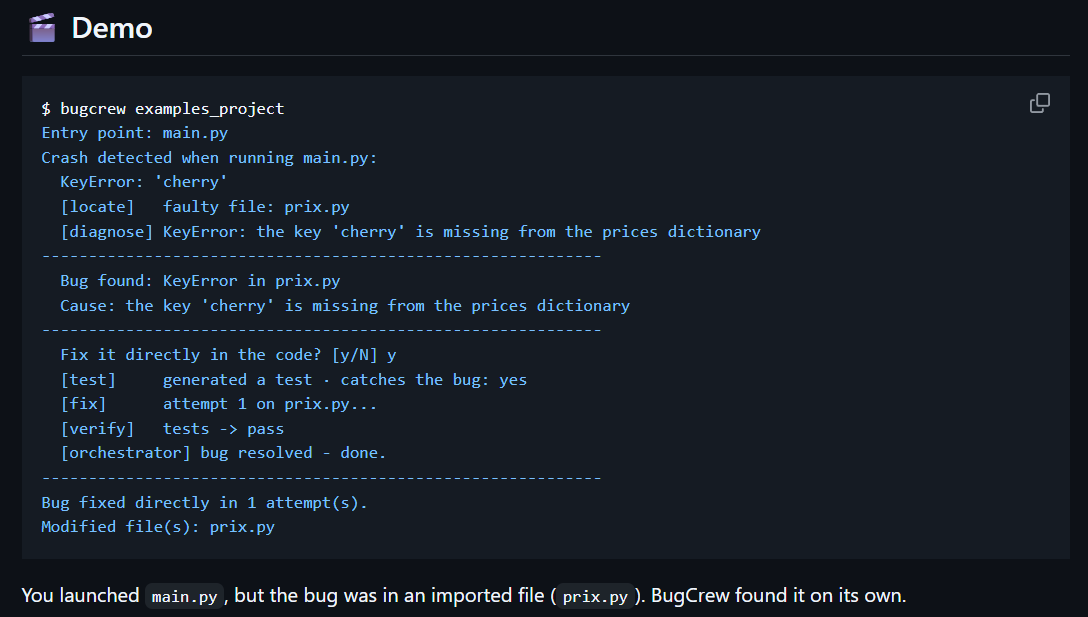 🎬 Demo
$ bugcrew examples_project
Entry point: main.py
Crash detected when running main.py:
  KeyError: 'cherry'
  [locate]   faulty file: prix.py
  [diagnose] KeyError: the key 'cherry' is missing from the prices dictionary
------------------------------------------------------------
  Bug found: KeyError in prix.py
  Cause: the key 'cherry' is missing from the prices dictionary
------------------------------------------------------------
  Fix it directly in the code? [y/N] y
  [test]     generated a test · catches the bug: yes
  [fix]      attempt 1 on prix.py...
  [verify]   tests -> pass
  [orchestrator] bug resolved - done.
------------------------------------------------------------
Bug fixed directly in 1 attempt(s).
Modified file(s): prix.py
You launched main.py, but the bug was in an imported file (prix.py). BugCrew found it on its own.